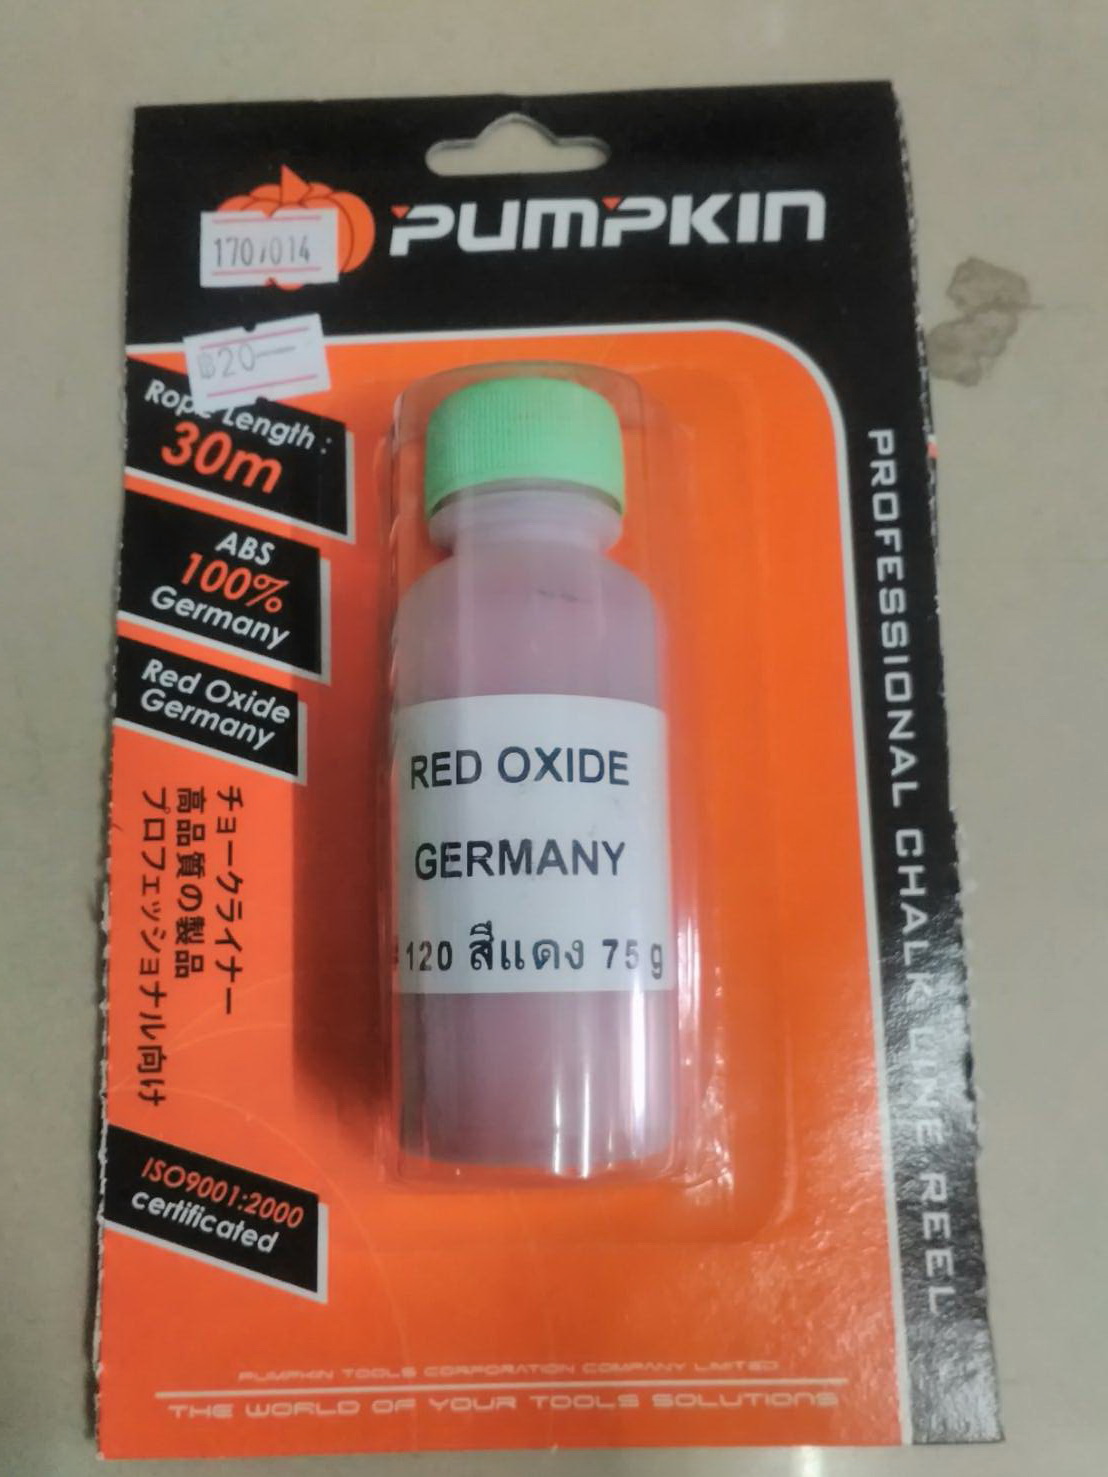 PUMPKIN
170/014
฿20
Rope Length :
30m
ABS
100%
Germany
Red Oxide
Germany
RED OXIDE
GERMANY
120 สีแดง 75 g
チョークライナー
高品質の製品
プロフェッショナル向け
ISO9001:2000
certificated
PROFESSIONAL CHALK LINE REEL
PUMPKIN TOOLS CORPORATION COMPANY LIMITED
THE WORLD OF YOUR TOOLS SOLUTIONS